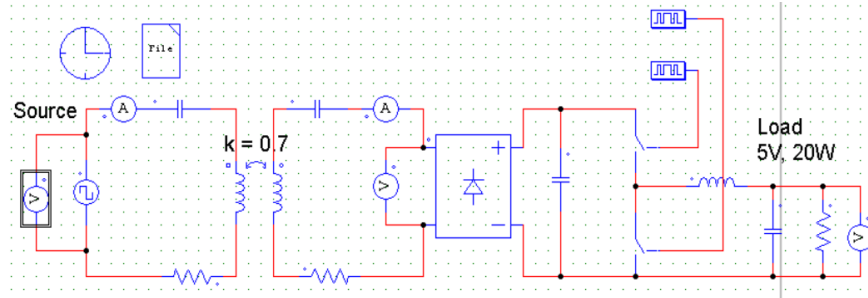 File
Source
A
A
k = 0.7
Load
5V, 20W
V
V
V